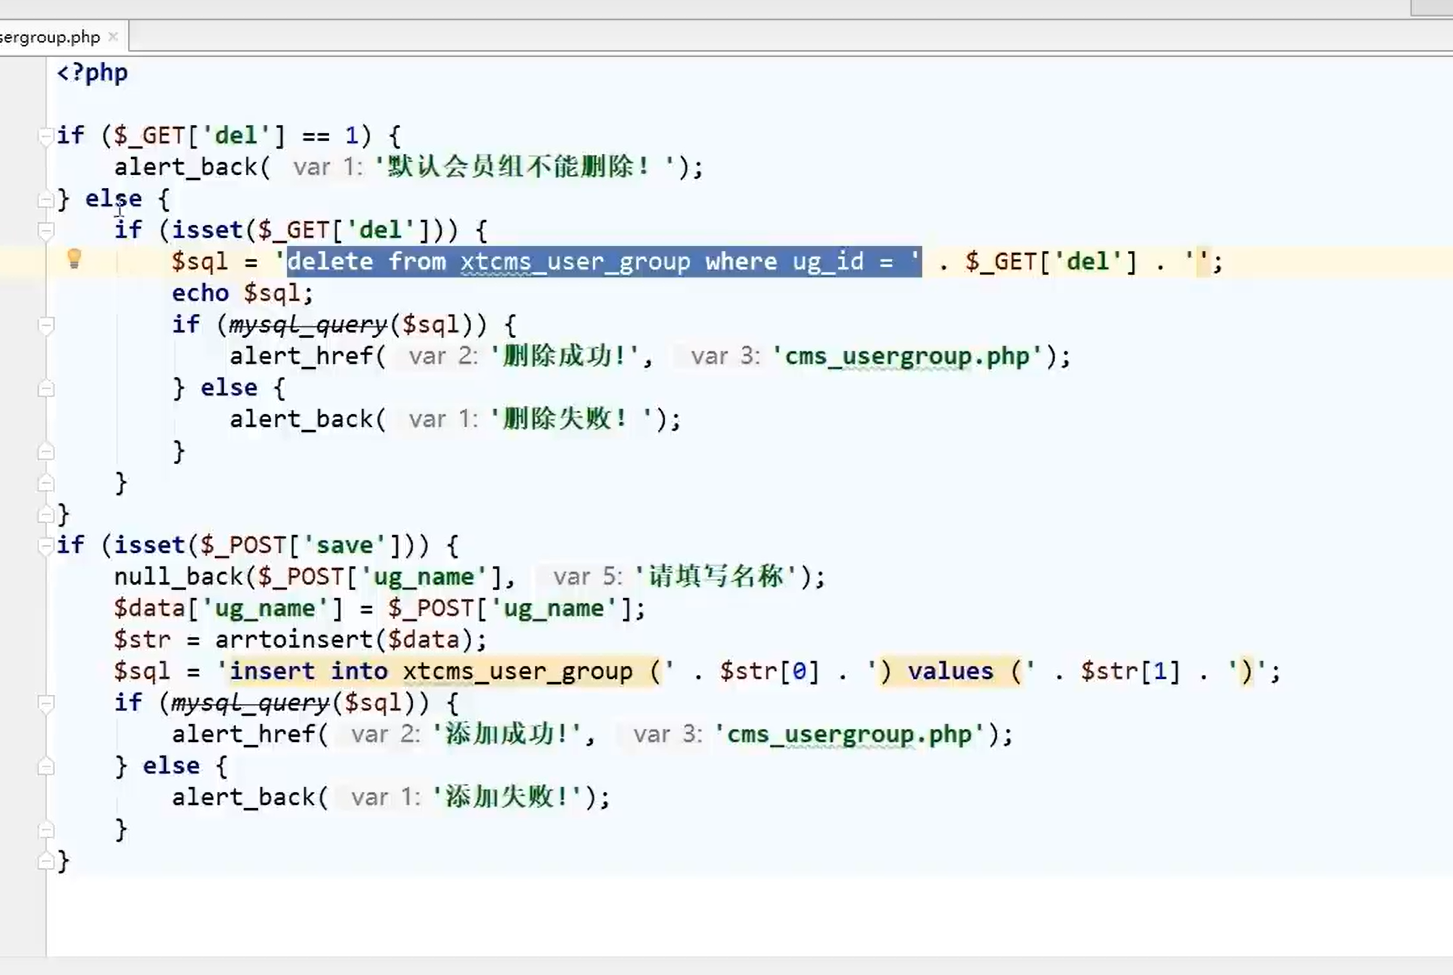 sergroup.php
<?php
if ($_GET['del'] == 1) {
alert_back( var 1: '默认会员组不能删除！');
} else {
if (isset($_GET['del'])) {
$sql = 'delete from xtcms_user_group where ug_id = ' . $_GET['del'] . '';
echo $sql;
if (mysql_query($sql)) {
alert_href( var 2: '删除成功!', var 3: 'cms_usergroup.php');
} else {
alert_back( var 1: '删除失败！');
}
}
}
if (isset($_POST['save'])) {
null_back($_POST['ug_name'], var 5: '请填写名称');
$data['ug_name'] = $_POST['ug_name'];
$str = arrtoinsert($data);
$sql = 'insert into xtcms_user_group (' . $str[0] . ') values (' . $str[1] . ')';
if (mysql_query($sql)) {
alert_href( var 2: '添加成功!', var 3: 'cms_usergroup.php');
} else {
alert_back( var 1: '添加失败!');
}
}